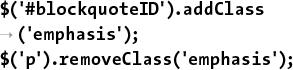 $('#blockquoteID').addClass
→ ('emphasis');
$('p').removeClass('emphasis');